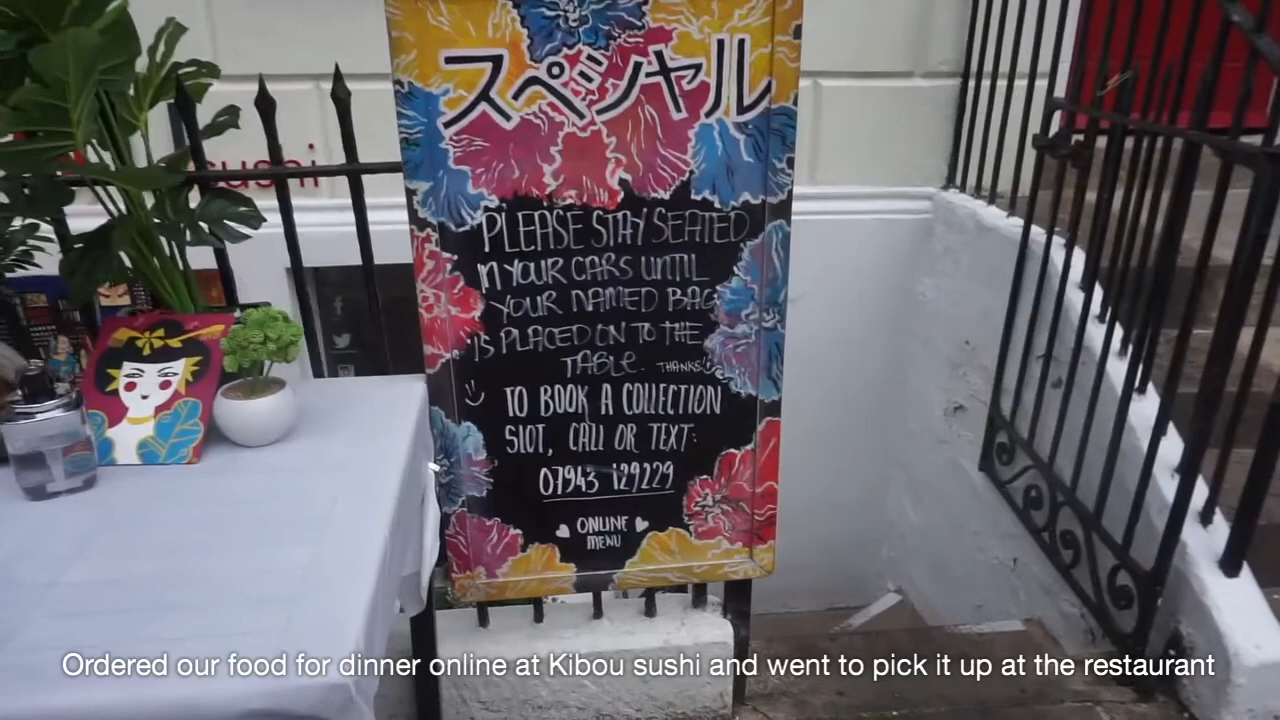 スペシャル
sushi
PLEASE STAY SEATED
IN YOUR CARS UNTIL
YOUR NAMED BAG
IS PLACED ON TO THE
TABLE. THANKS!
TO BOOK A COLLECTION
SLOT, CALL OR TEXT:
07943 129229
ONLINE
MENU
Ordered our food for dinner online at Kibou sushi and went to pick it up at the restaurant